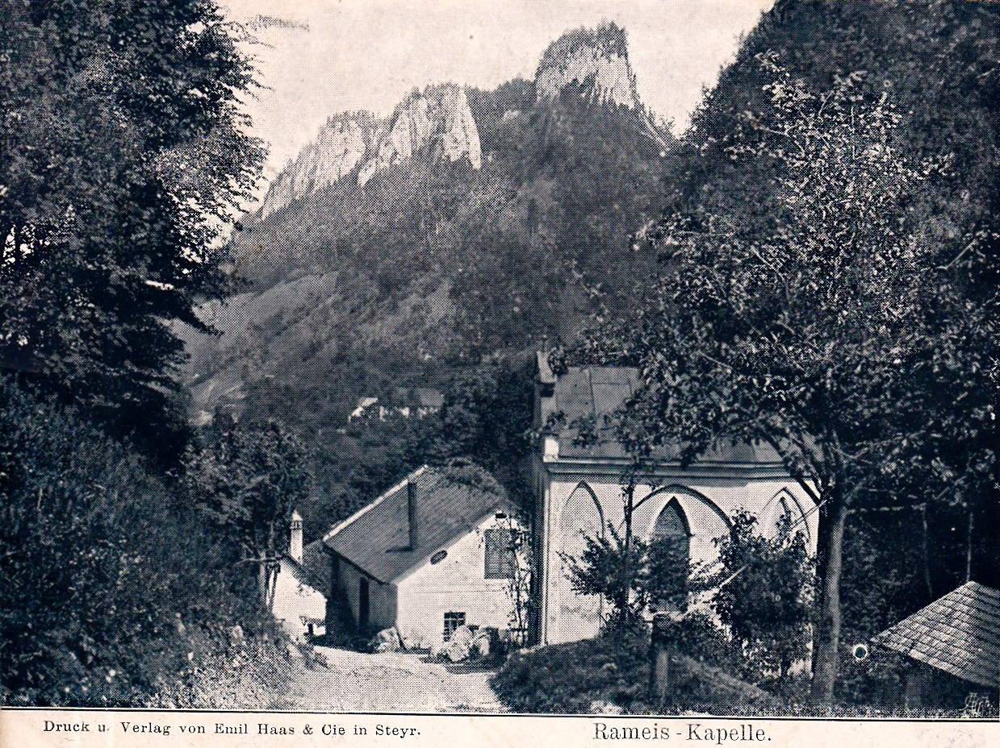 Druck u. Verlag von Emil Haas & Cie in Steyr.
Rameis-Kapelle.